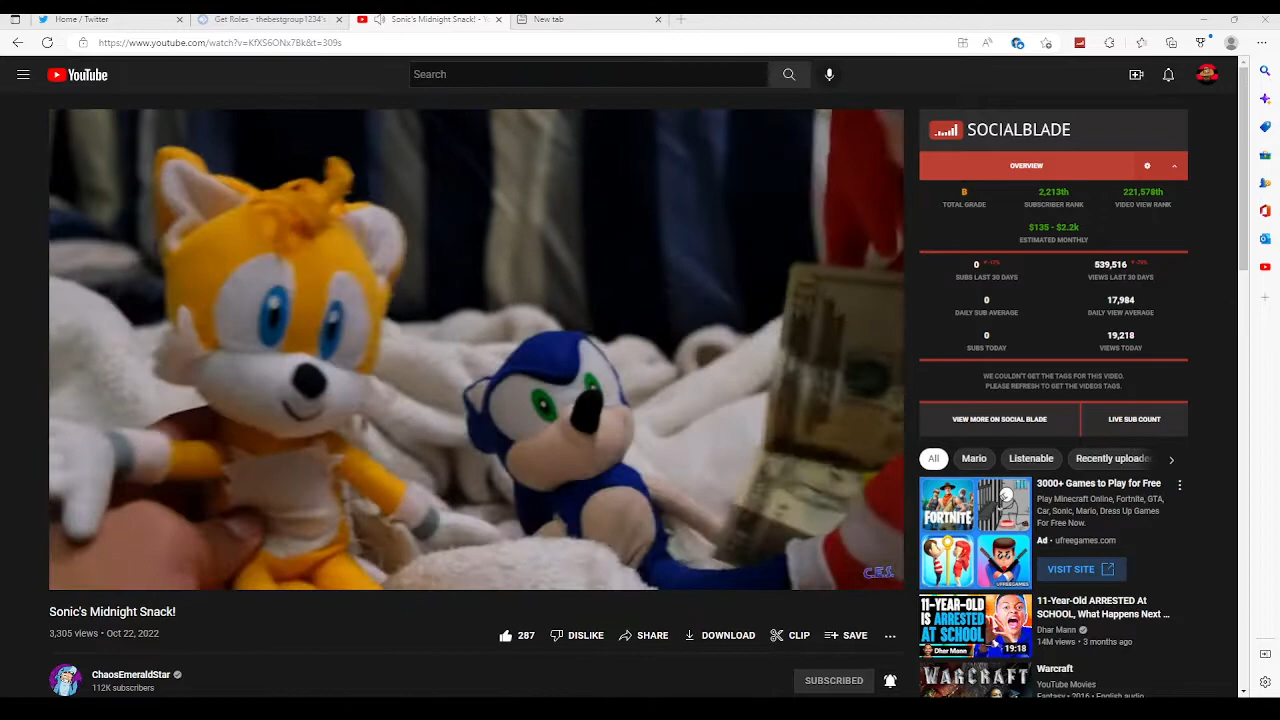 Home / Twitter
Get Roles - thebestgroup1234's
Sonic's Midnight Snack! - Y
New tab
https://www.youtube.com/watch?v=KfXS6ONx7Bk&t=309s
YouTube
Search
SOCIALBLADE
OVERVIEW
B 2,213th 221,578th
TOTAL GRADE SUBSCRIBER RANK VIDEO VIEW RANK
$135 - $2.2k
ESTIMATED MONTHLY
0 -12% 539,516
SUBS LAST 30 DAYS VIEWS LAST 30 DAYS
0 17,984
DAILY SUB AVERAGE DAILY VIEW AVERAGE
0 19,218
SUBS TODAY VIEWS TODAY
WE COULDN'T GET THE TAGS FOR THIS VIDEO.
PLEASE REFRESH TO GET THE VIDEOS TAGS.
VIEW MORE ON SOCIAL BLADE LIVE SUB COUNT
All Mario Listenable Recently uploade
FORTNITE
3000+ Games to Play for Free
Play Minecraft Online, Fortnite, GTA,
Car, Sonic, Mario, Dress Up Games
For Free Now.
Ad • ufreegames.com
VISIT SITE
C.E.S.
Sonic's Midnight Snack!
3,305 views • Oct 22, 2022
287 DISLIKE SHARE DOWNLOAD CLIP SAVE
ChaosEmeraldStar
112K subscribers
SUBSCRIBED
11-YEAR-OLD
IS ARRESTED
AT SCHOOL
Dhar Mann
19:18
11-Year-Old ARRESTED At
SCHOOL, What Happens Next ...
Dhar Mann
14M views • 3 months ago
WARCRAFT
Warcraft
YouTube Movies
Fantasy • 2016 • English audio